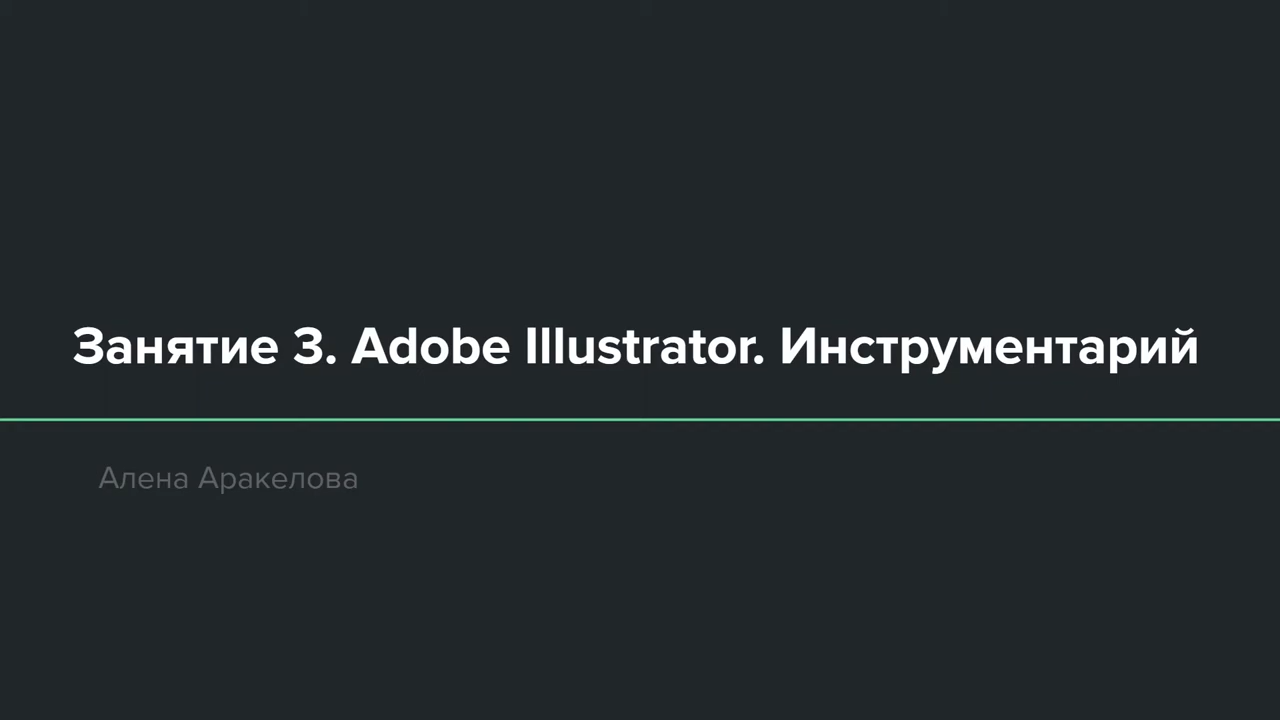 Занятие 3. Adobe Illustrator. Инструментарий
Алена Аракелова